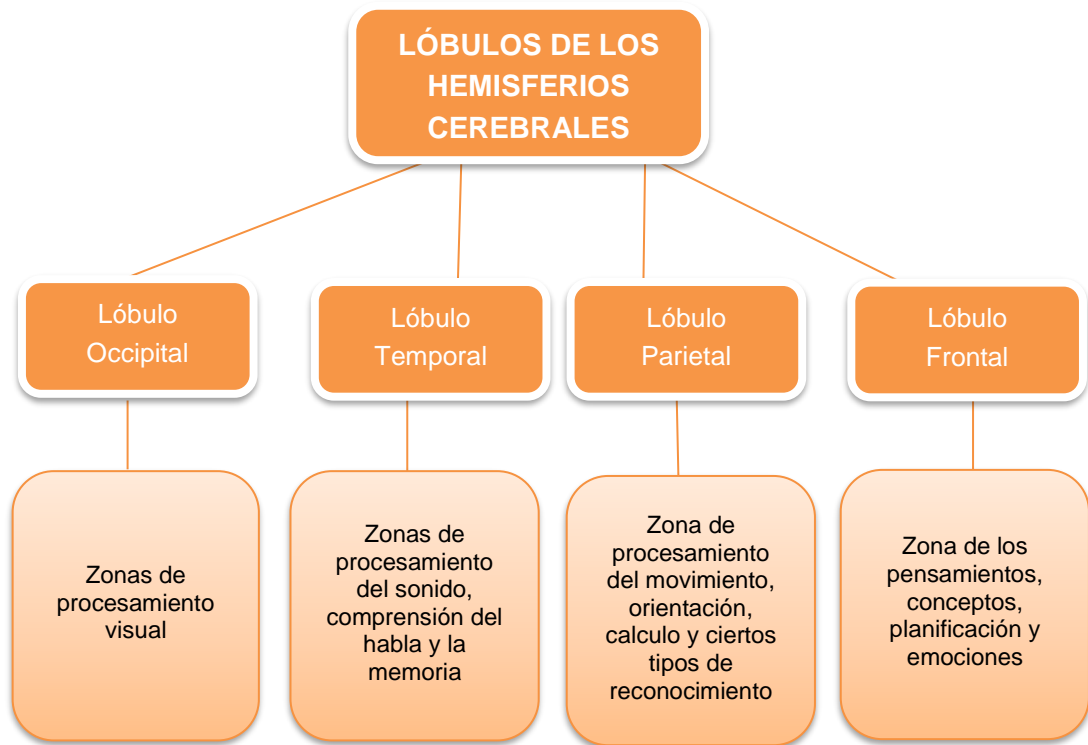 LÓBULOS DE LOS
HEMISFERIOS
CEREBRALES
Lóbulo
Occipital
Lóbulo
Temporal
Lóbulo
Parietal
Lóbulo
Frontal
Zonas de
procesamiento
visual
Zonas de
procesamiento
del sonido,
comprensión del
habla y la
memoria
Zona de
procesamiento
del movimiento,
orientación,
calculo y ciertos
tipos de
reconocimiento
Zona de los
pensamientos,
conceptos,
planificación y
emociones